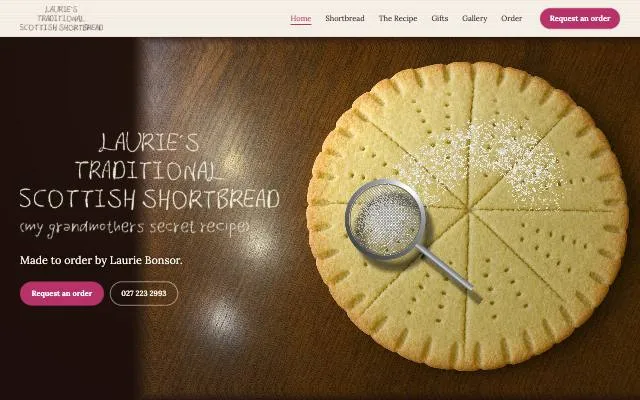 LAURIE'S
TRADITIONAL
SCOTTISH SHORTBREAD
Home Shortbread The Recipe Gifts Gallery Order Request an order
LAURIE'S
TRADITIONAL
SCOTTISH SHORTBREAD
(my grandmothers secret recipe)
Made to order by Laurie Bonsor.
Request an order 027 223 2993